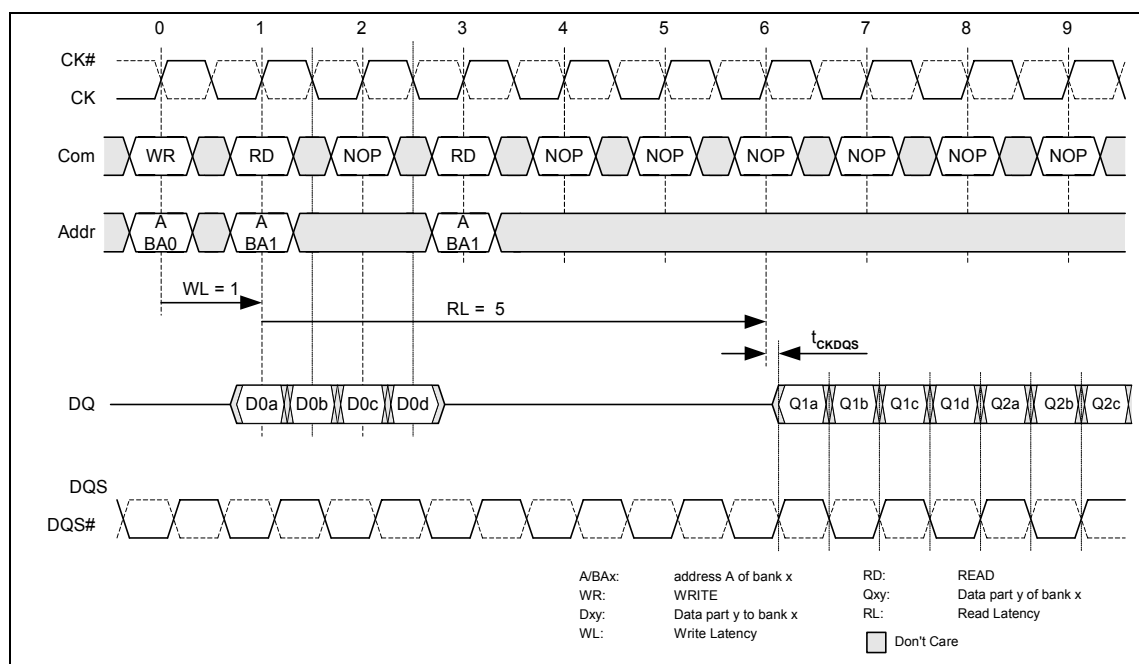 0 1 2 3 4 5 6 7 8 9
CK#
CK
Com WR RD NOP RD NOP NOP NOP NOP NOP NOP
Addr A BA0 A BA1 A BA1
WL = 1
RL = 5
tCKDQS
DQ D0a D0b D0c D0d Q1a Q1b Q1c Q1d Q2a Q2b Q2c
DQS
DQS#
A/BAx: address A of bank x RD: READ
WR: WRITE Qxy: Data part y of bank x
Dxy: Data part y to bank x RL: Read Latency
WL: Write Latency Don't Care